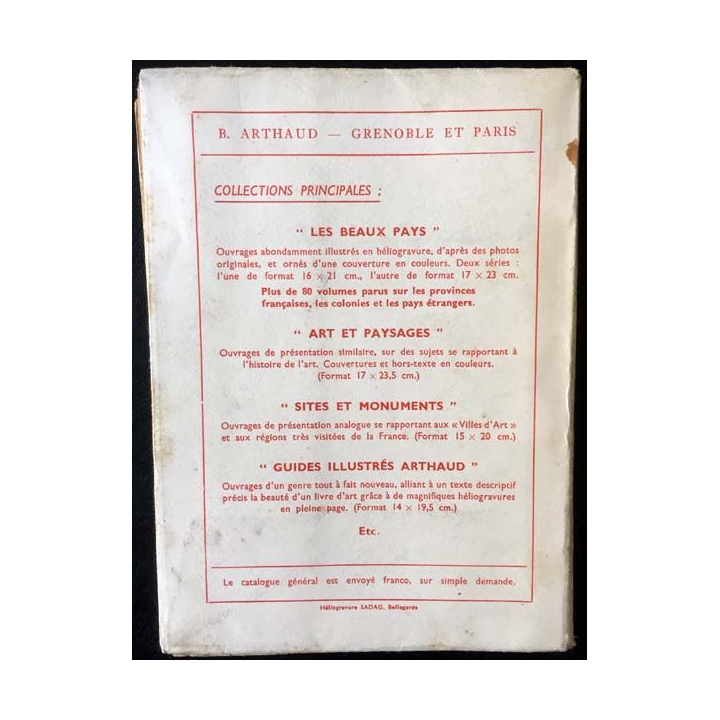 B. ARTHAUD — GRENOBLE ET PARIS
COLLECTIONS PRINCIPALES :
“ LES BEAUX PAYS ”
Ouvrages abondamment illustrés en héliogravure, d'après des photos
originales, et ornés d'une couverture en couleurs. Deux séries :
l'une de format 16 × 21 cm., l'autre de format 17 × 23 cm.
Plus de 80 volumes parus sur les provinces
françaises, les colonies et les pays étrangers.
“ ART ET PAYSAGES ”
Ouvrages de présentation similaire, sur des sujets se rapportant à
l'histoire de l'art. Couvertures et hors-texte en couleurs.
(Format 17 × 23,5 cm.)
“ SITES ET MONUMENTS ”
Ouvrages de présentation analogue se rapportant aux « Villes d'Art »
et aux régions très visitées de la France. (Format 15 × 20 cm.)
“ GUIDES ILLUSTRÉS ARTHAUD ”
Ouvrages d'un genre tout à fait nouveau, alliant à un texte descriptif
précis la beauté d'un livre d'art grâce à de magnifiques héliogravures
en pleine page. (Format 14 × 19,5 cm.)
Etc.
Le catalogue général est envoyé franco, sur simple demande.
Héliogravure SADAG, Bellegarde